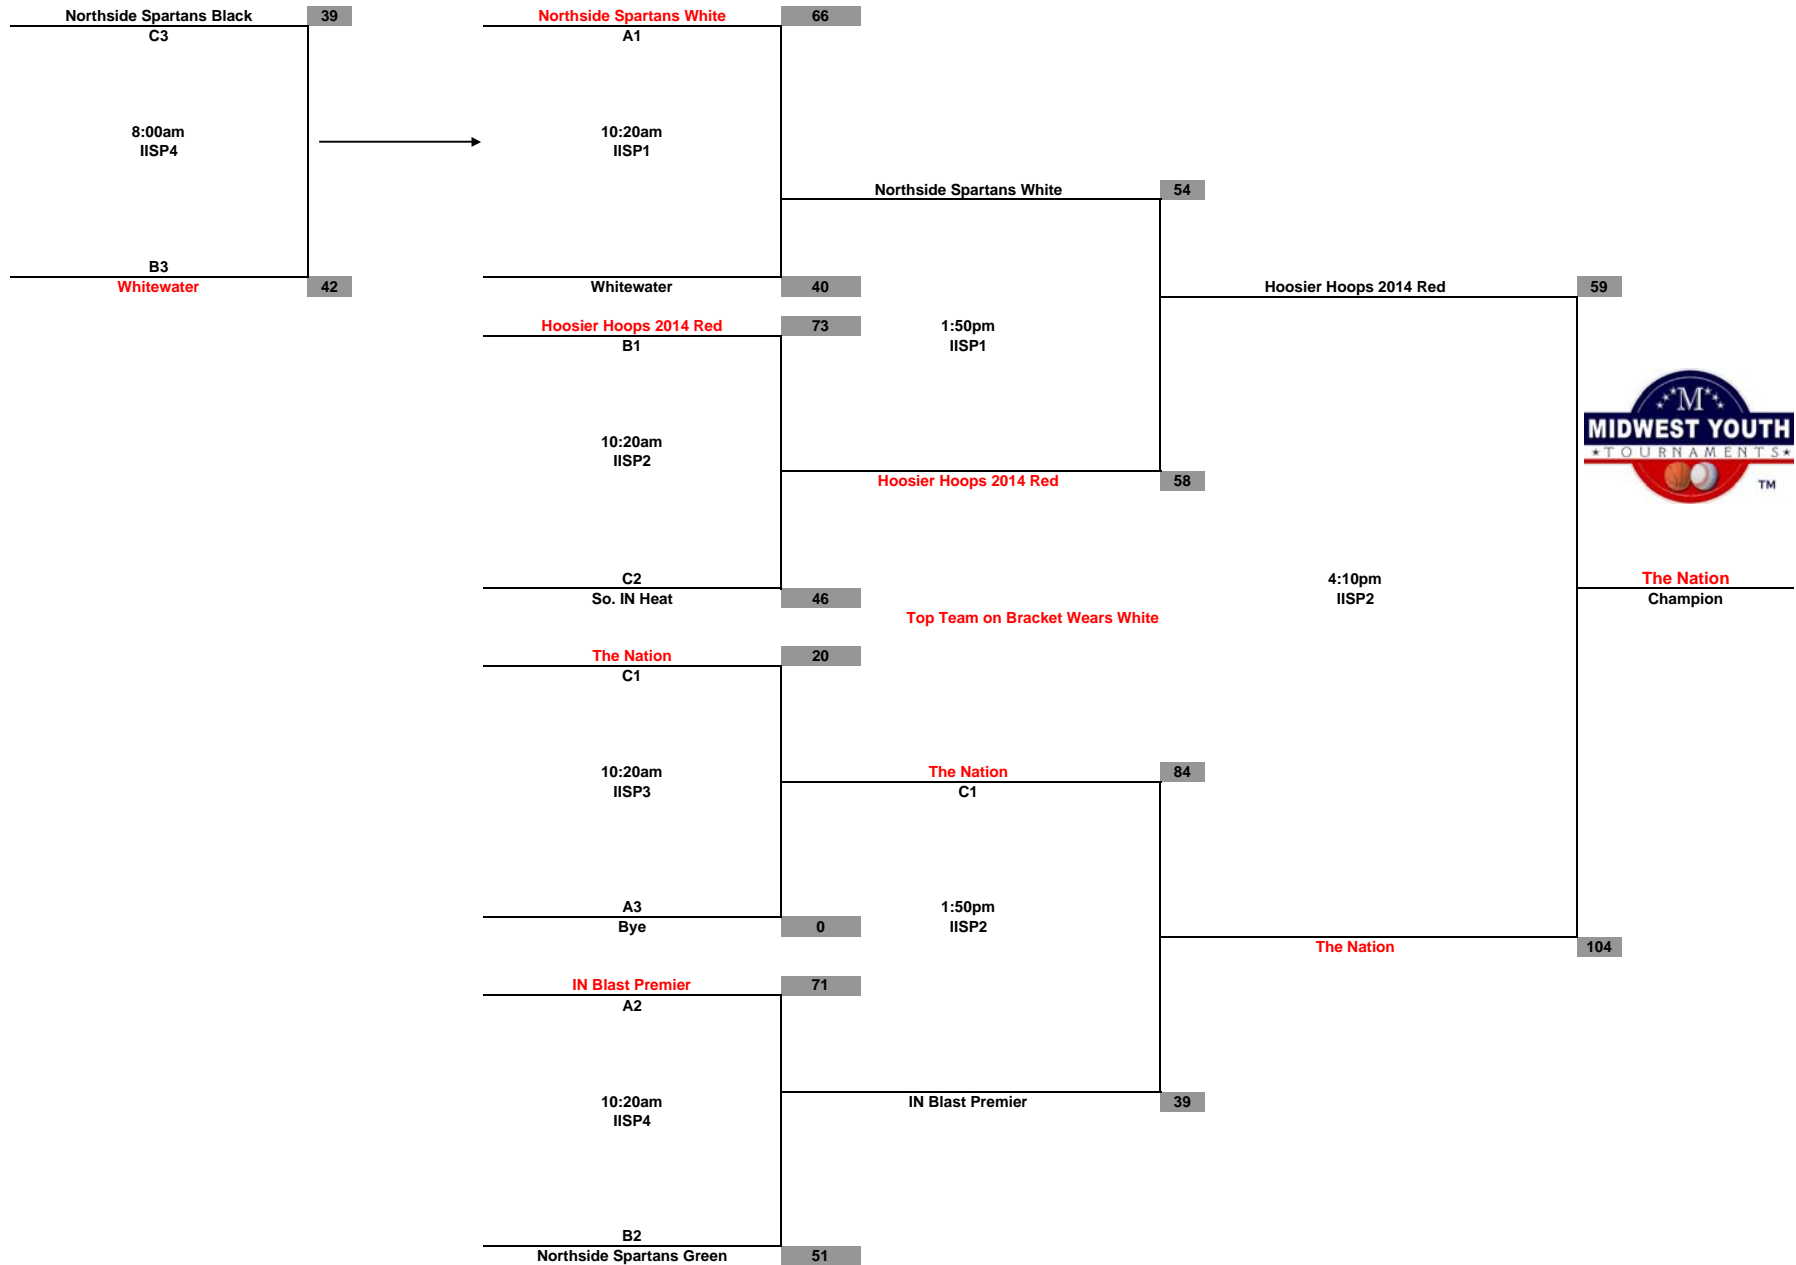 Northside Spartans Black 39
C3
8:00am
IISP4
B3
Whitewater 42
Northside Spartans White 66
A1
10:20am
IISP1
Whitewater 40
Hoosier Hoops 2014 Red 73
B1
10:20am
IISP2
C2
So. IN Heat 46
The Nation 20
C1
10:20am
IISP3
A3
Bye 0
IN Blast Premier 71
A2
10:20am
IISP4
B2
Northside Spartans Green 51
Northside Spartans White 54
1:50pm
IISP1
Hoosier Hoops 2014 Red 58
Top Team on Bracket Wears White
The Nation 84
C1
1:50pm
IISP2
IN Blast Premier 39
Hoosier Hoops 2014 Red 59
4:10pm
IISP2
The Nation 104
M
MIDWEST YOUTH
TOURNAMENTS
TM
The Nation
Champion